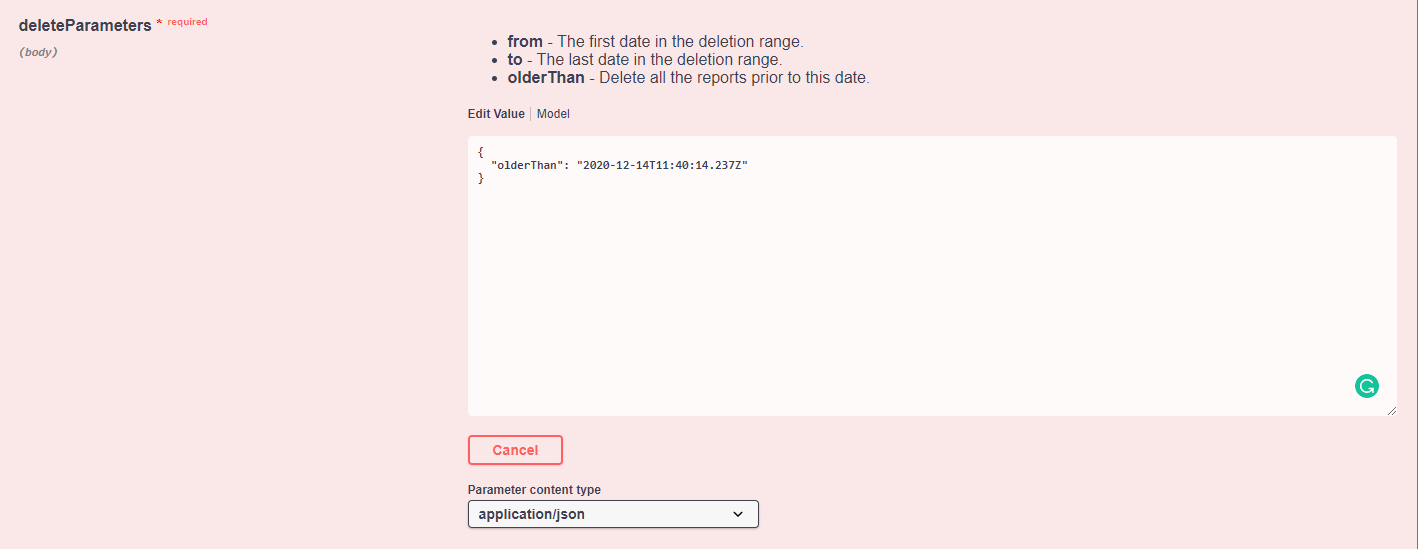 deleteParameters * required
(body)
from - The first date in the deletion range.
to - The last date in the deletion range.
olderThan - Delete all the reports prior to this date.
Edit Value | Model
{
  "olderThan": "2020-12-14T11:40:14.237Z"
}
Cancel
Parameter content type
application/json